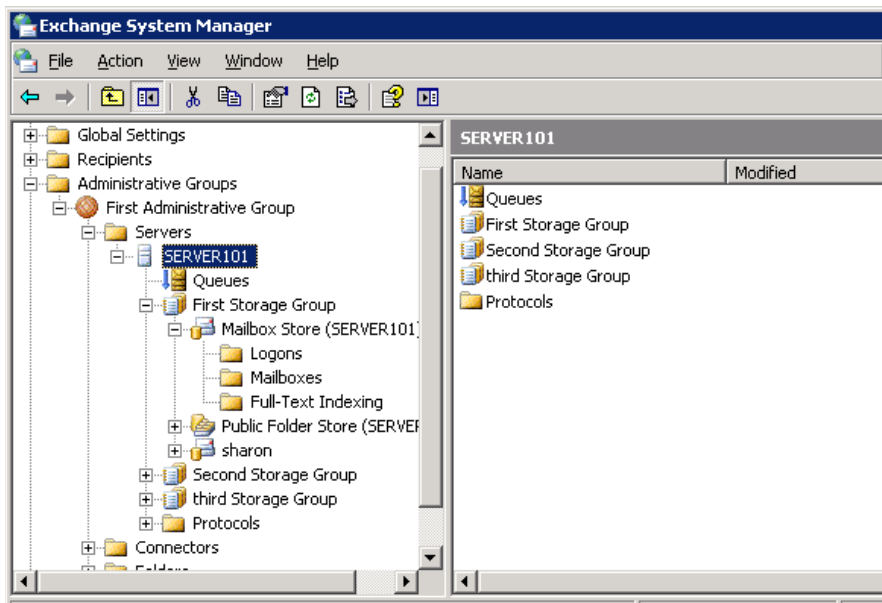 Exchange System Manager
File Action View Window Help
Global Settings
Recipients
Administrative Groups
First Administrative Group
Servers
SERVER101
Queues
First Storage Group
Mailbox Store (SERVER101)
Logons
Mailboxes
Full-Text Indexing
Public Folder Store (SERVER
sharon
Second Storage Group
third Storage Group
Protocols
Connectors
SERVER101
Name Modified
Queues
First Storage Group
Second Storage Group
third Storage Group
Protocols